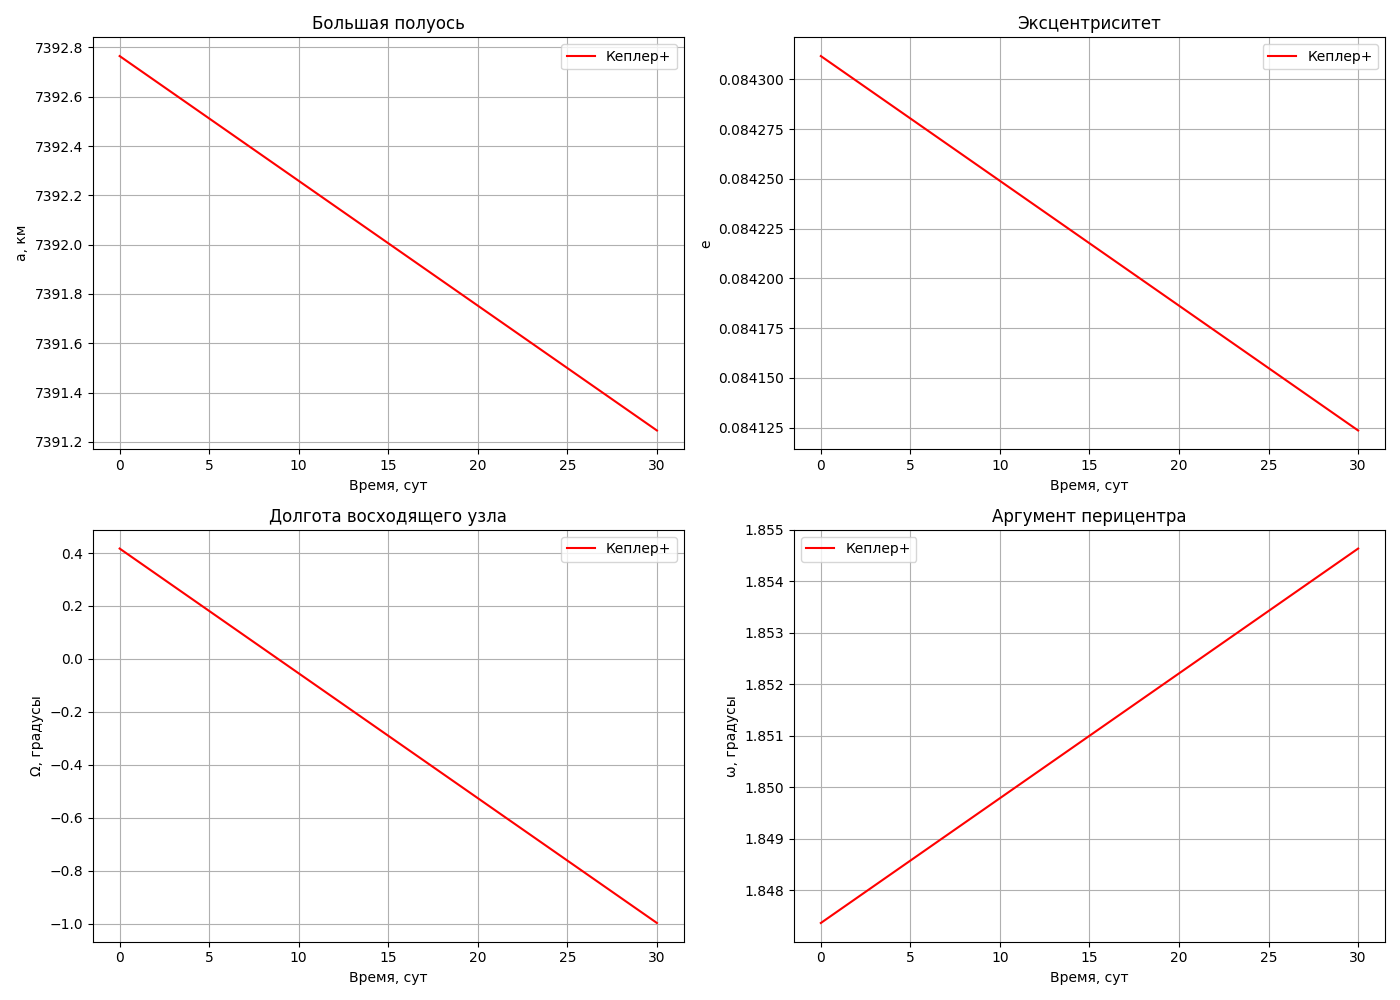 Большая полуось
Кеплер+
7392.8
7392.6
7392.4
7392.2
7392.0
7391.8
7391.6
7391.4
7391.2
a, км
0 5 10 15 20 25 30
Время, сут
Эксцентриситет
Кеплер+
0.084300
0.084275
0.084250
0.084225
0.084200
0.084175
0.084150
0.084125
e
0 5 10 15 20 25 30
Время, сут
Долгота восходящего узла
Кеплер+
0.4
0.2
0.0
−0.2
−0.4
−0.6
−0.8
−1.0
Ω, градусы
0 5 10 15 20 25 30
Время, сут
Аргумент перицентра
Кеплер+
1.855
1.854
1.853
1.852
1.851
1.850
1.849
1.848
ω, градусы
0 5 10 15 20 25 30
Время, сут